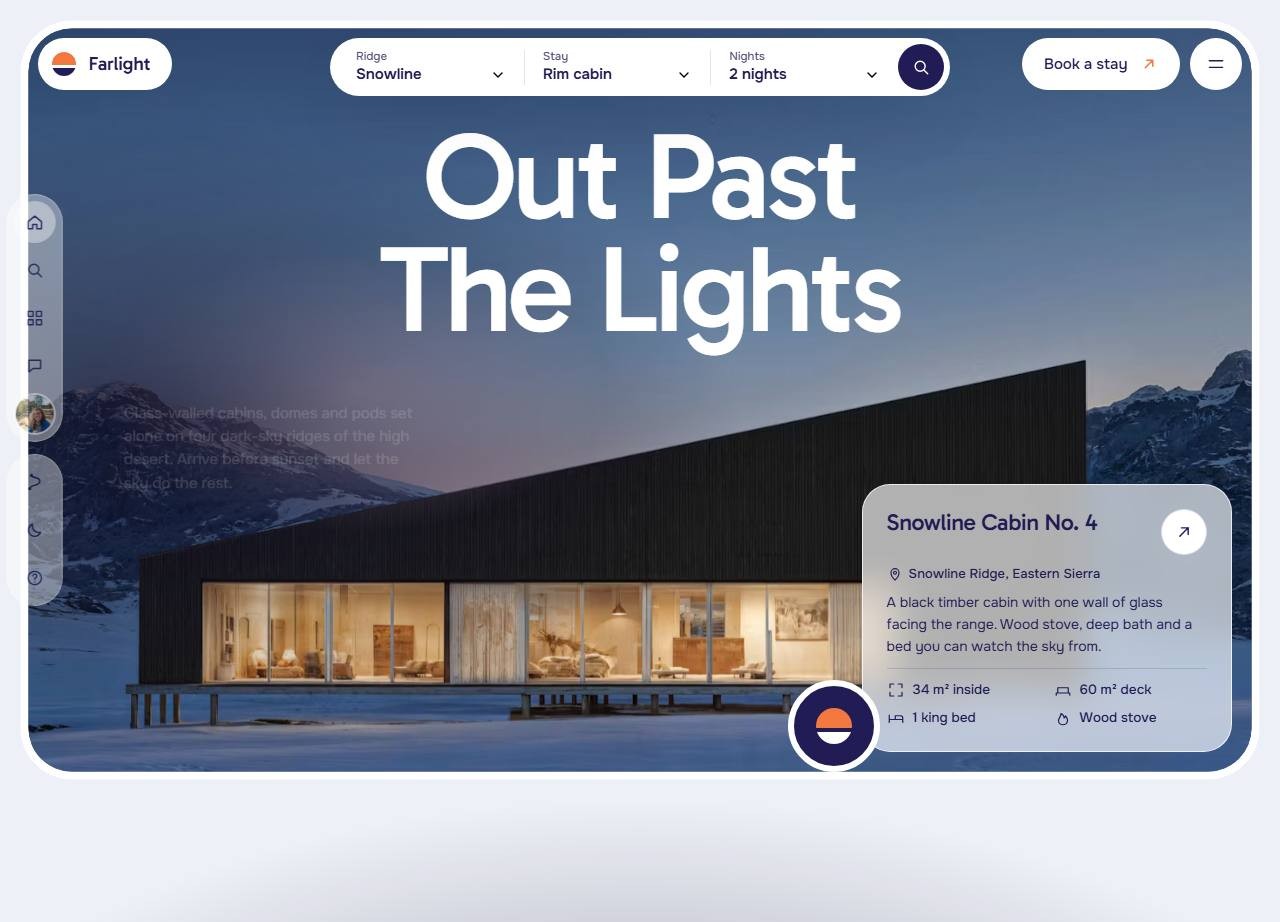 Farlight
Ridge
Snowline
Stay
Rim cabin
Nights
2 nights
Book a stay
Out Past
The Lights
Glass-walled cabins, domes and pods set
alone on four dark-sky ridges of the high
desert. Arrive before sunset and let the
sky do the rest.
Snowline Cabin No. 4
Snowline Ridge, Eastern Sierra
A black timber cabin with one wall of glass
facing the range. Wood stove, deep bath and a
bed you can watch the sky from.
34 m² inside
60 m² deck
1 king bed
Wood stove